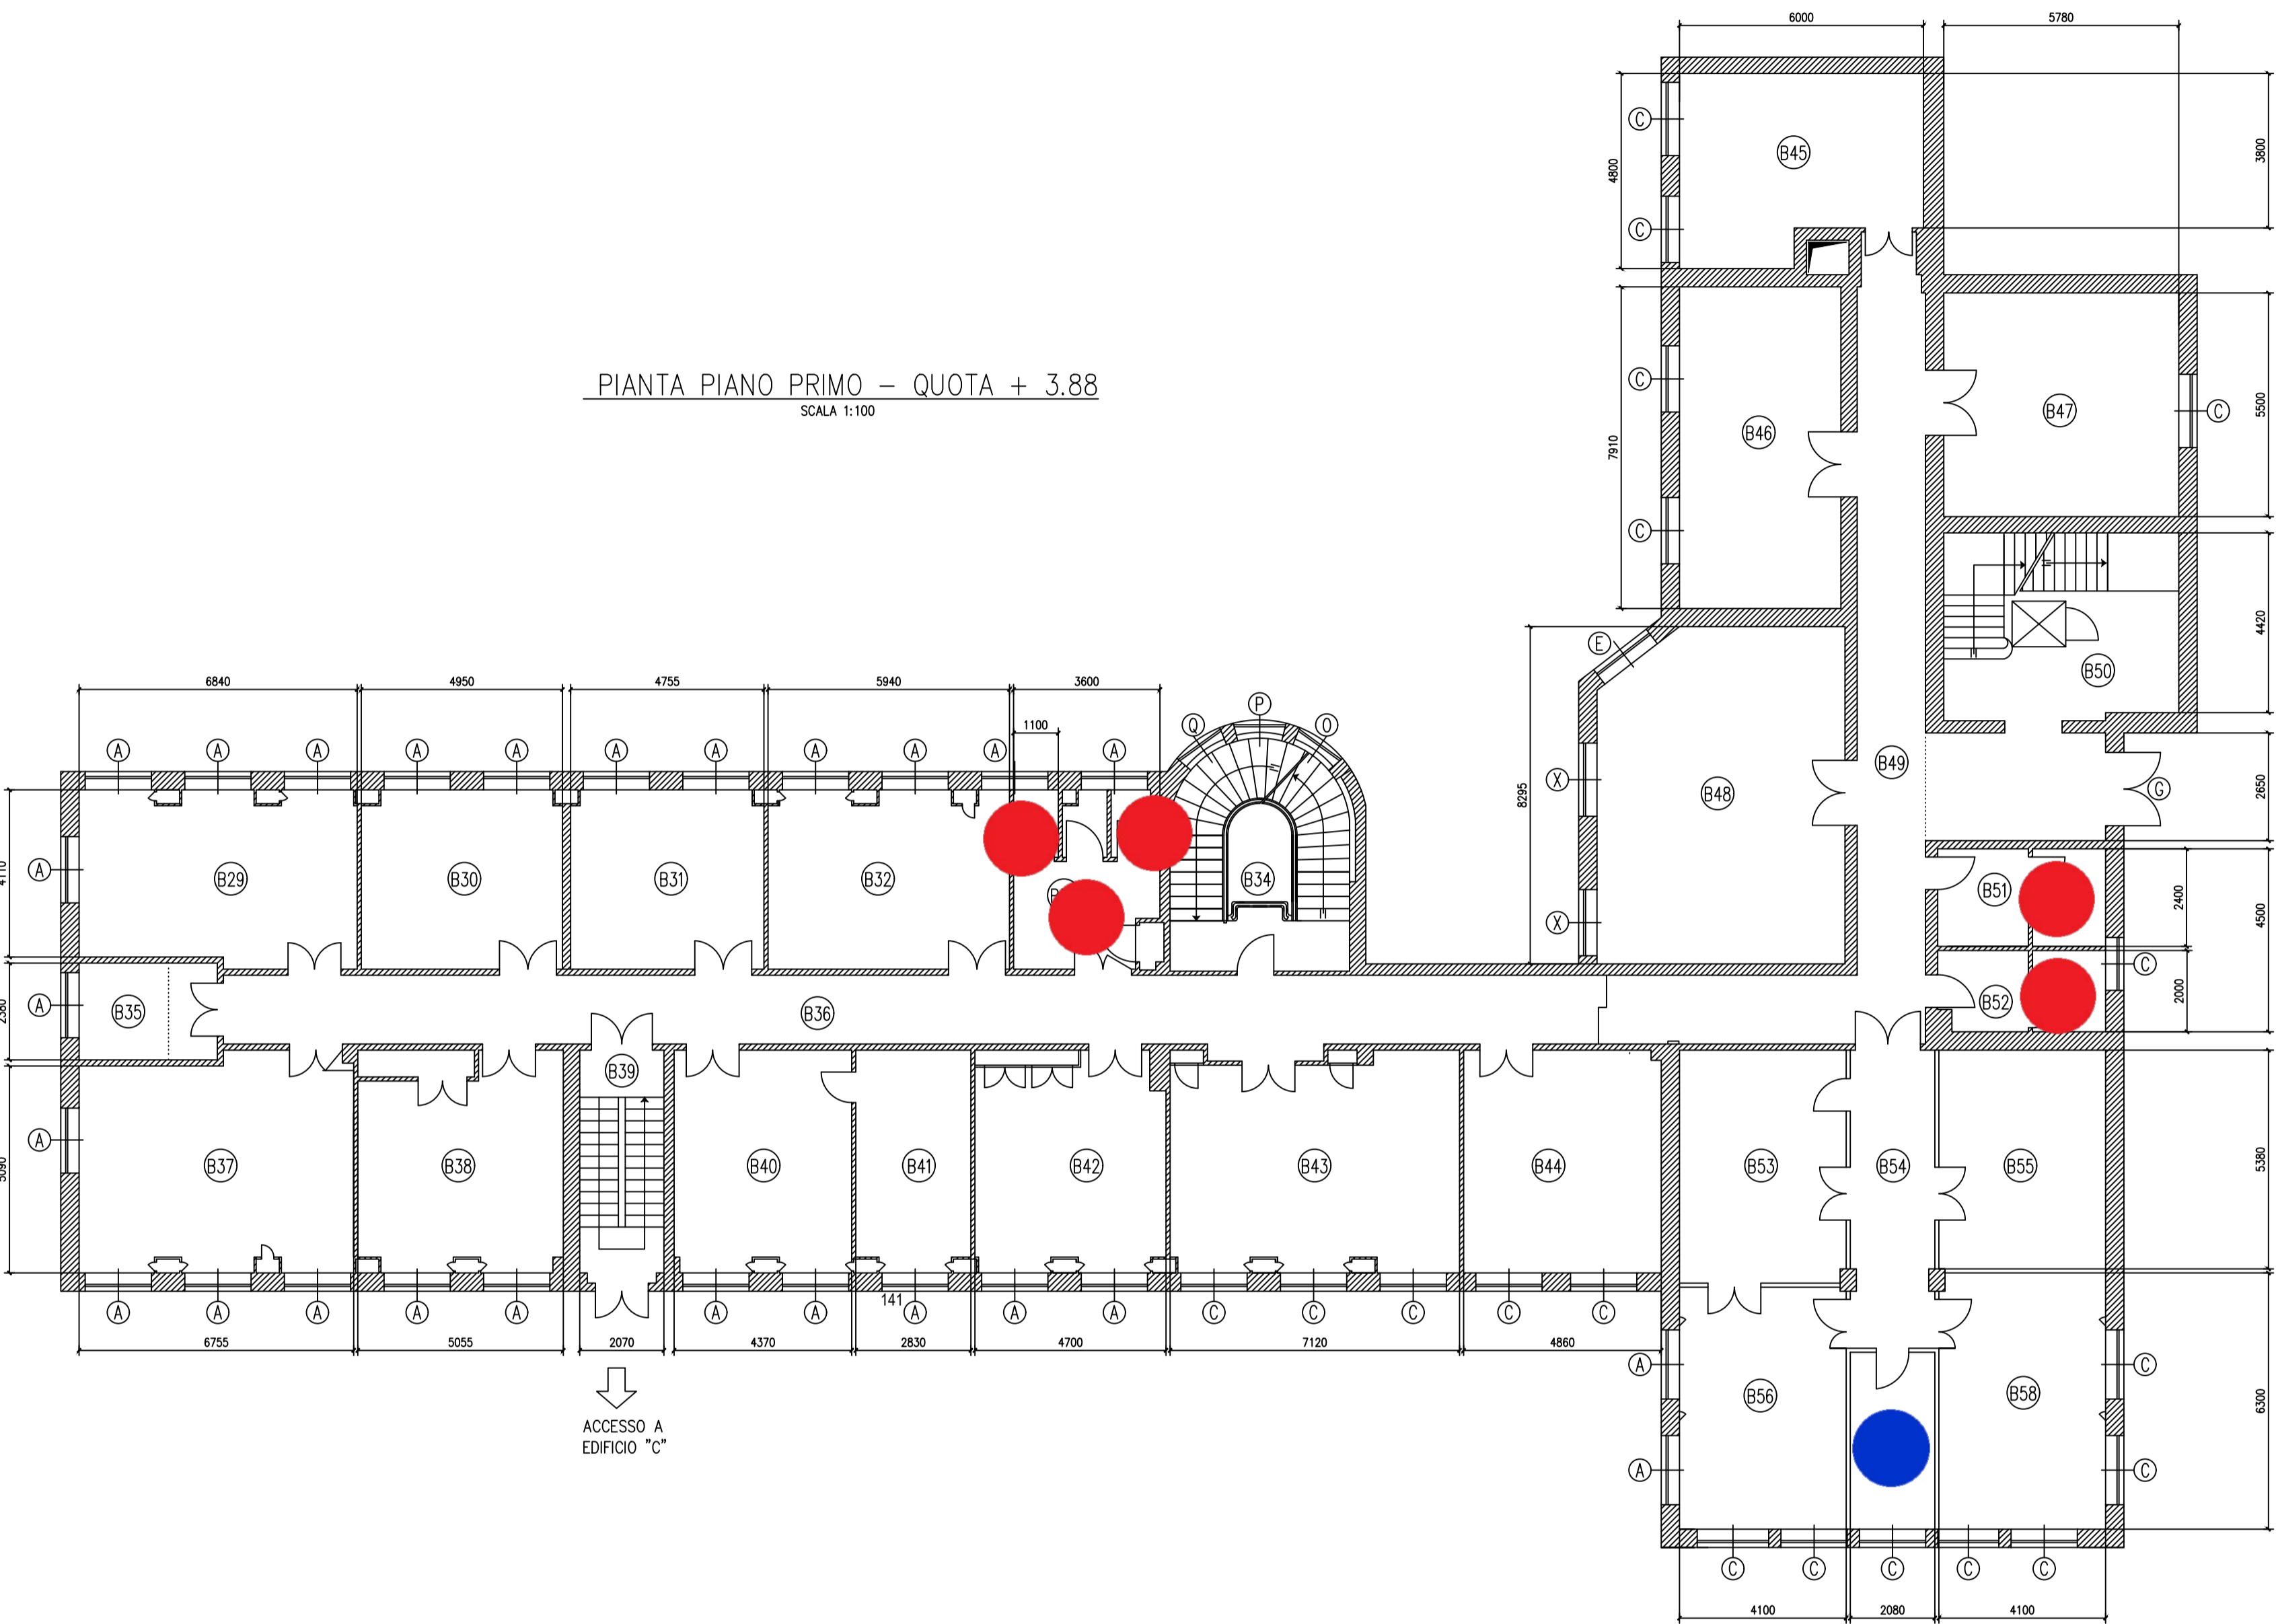 6000 5780
C
B45
4800 3800
C
PIANTA PIANO PRIMO - QUOTA + 3.88
SCALA 1:100
C
B46
B47
C
7910 5500
C
E
4420
B50
6840 4950 4755 5940 3600
1100
Q P O
A A A A A A A A A A A
X
B48
B49
G
8295 2650
A
B29 B30 B31 B32 B34
4110
B51
2400
4500
X
C
B52
2000
A
B35
B36
2380
B39
A
B37 B38 B40 B41 B42 B43 B44 B53 B54 B55
5090 5380
A A A A A A A 141 A A A C C C C C
6755 5055 2070 4370 2830 4700 7120 4860
A
C
B56
B58
6300
ACCESSO A
EDIFICIO "C"
A
C
C C C C C
4100 2080 4100